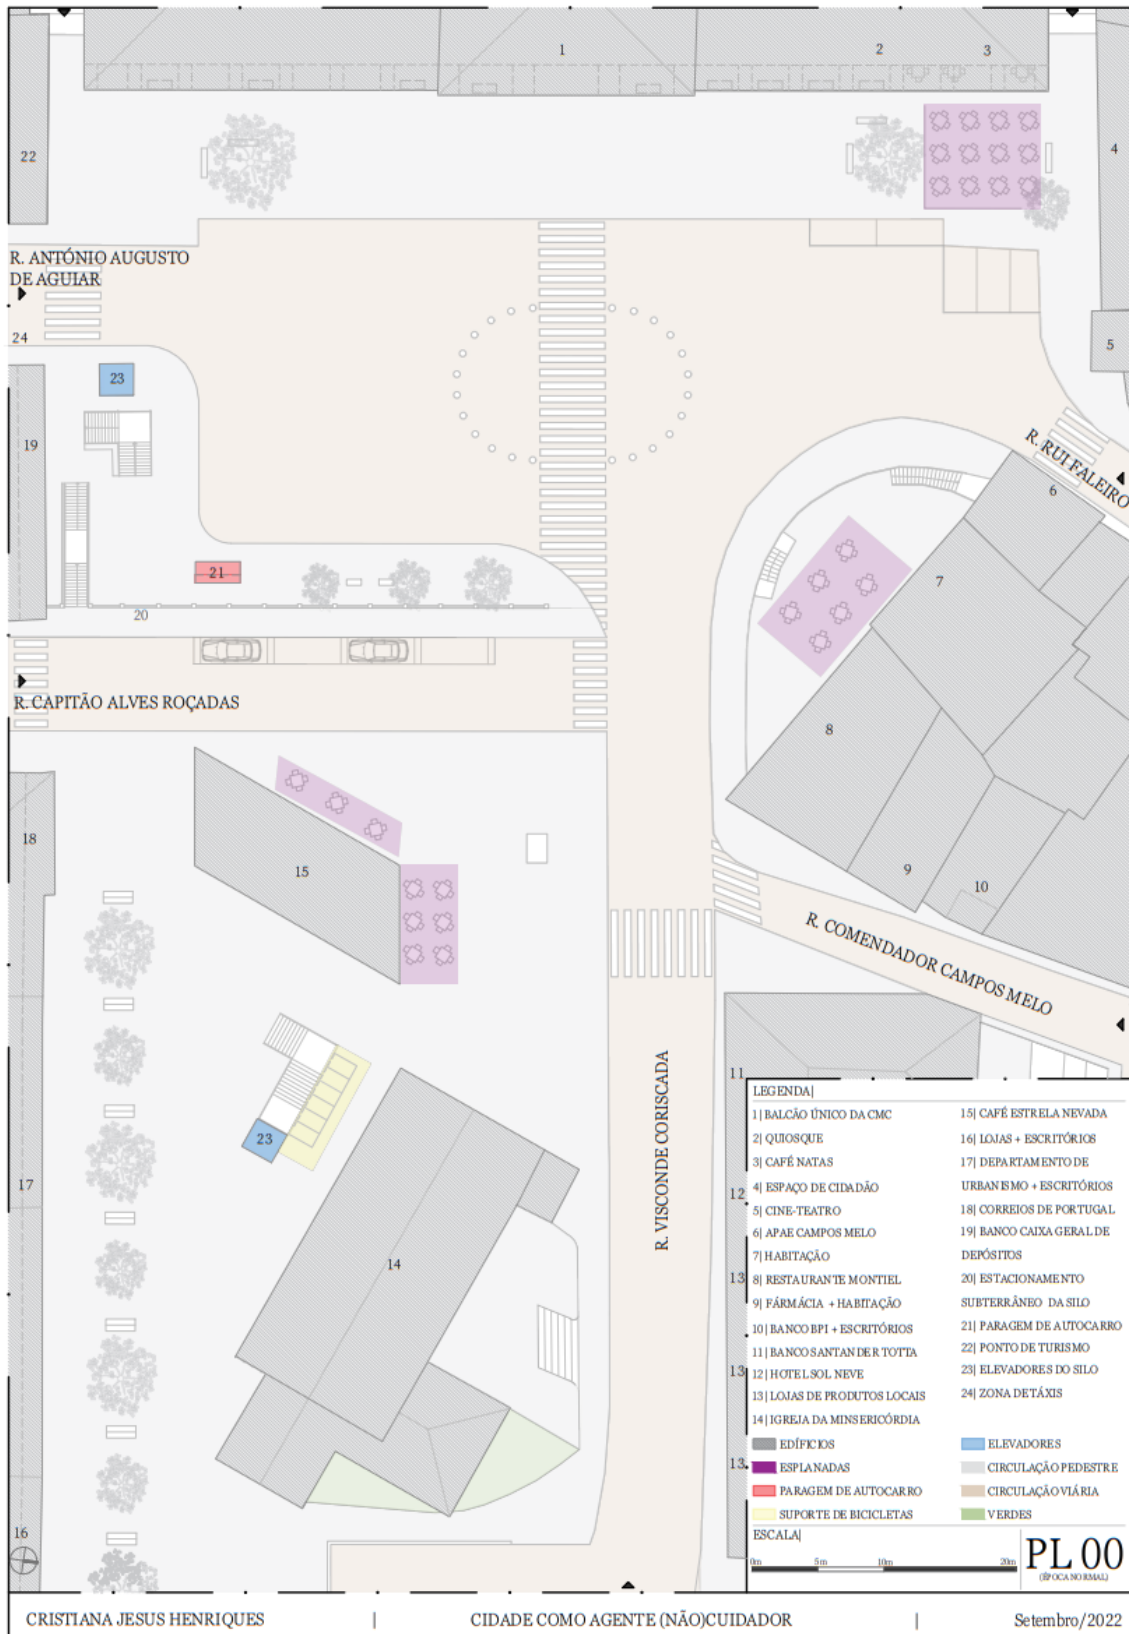 1
2
3
22
4
R. ANTÓNIO AUGUSTO
DE AGUIAR
24
23
5
19
R. RUI FALEIRO
6
21
7
20
R. CAPITÃO ALVES ROÇADAS
8
18
15
9
10
R. COMENDADOR CAMPOS MELO
R. VISCONDE CORISCADA
11
23
17
12
14
13
13
13
16
LEGENDA|
1| BALCÃO ÚNICO DA CMC
2| QUIOSQUE
3| CAFÉ NATAS
4| ESPAÇO DE CIDADÃO
5| CINE-TEATRO
6| APAE CAMPOS MELO
7| HABITAÇÃO
8| RESTAURANTE MONTIEL
9| FÁRMÁCIA + HABITAÇÃO
10| BANCO BPI + ESCRITÓRIOS
11| BANCO SANTANDER TOTTA
12| HOTEL SOL NEVE
13| LOJAS DE PRODUTOS LOCAIS
14| IGREJA DA MINSERICÓRDIA
15| CAFÉ ESTRELA NEVADA
16| LOJAS + ESCRITÓRIOS
17| DEPARTAMENTO DE
URBANISMO + ESCRITÓRIOS
18| CORREIOS DE PORTUGAL
19| BANCO CAIXA GERAL DE
DEPÓSITOS
20| ESTACIONAMENTO
SUBTERRÂNEO DA SILO
21| PARAGEM DE AUTOCARRO
22| PONTO DE TURISMO
23| ELEVADORES DO SILO
24| ZONA DE TÁXIS
EDÍFICIOS
ESPLANADAS
PARAGEM DE AUTOCARRO
SUPORTE DE BICICLETAS
ELEVADORES
CIRCULAÇÃO PEDESTRE
CIRCULAÇÃO VIÁRIA
VERDES
ESCALA|
0m 5m 10m 20m
PL 00
(ÉPOCA NORMAL)
CRISTIANA JESUS HENRIQUES | CIDADE COMO AGENTE (NÃO)CUIDADOR | Setembro/2022